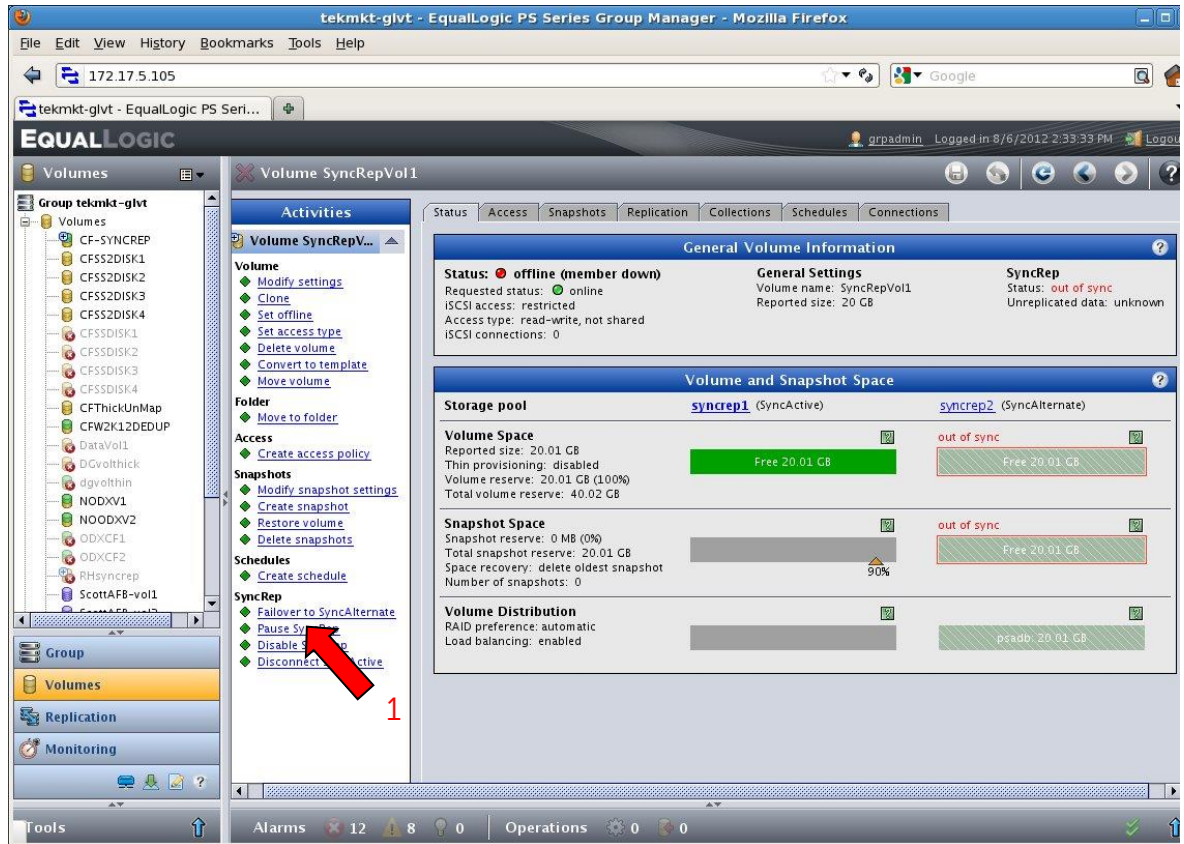 tekmkt-glvt - EqualLogic PS Series Group Manager - Mozilla Firefox
File Edit View History Bookmarks Tools Help
172.17.5.105
Google
tekmkt-glvt - EqualLogic PS Seri...
EQUALLOGIC
grpadmin Logged in 8/6/2012 2:33:33 PM Logou
Volumes
Group tekmkt-glvt
Volumes
CF-SYNCREP
CFSS2DISK1
CFSS2DISK2
CFSS2DISK3
CFSS2DISK4
CFSSDISK1
CFSSDISK2
CFSSDISK3
CFSSDISK4
CFThickUnMap
CFW2K12DEDUP
DataVol1
DGvolthick
dgvolthin
NODXV1
NOODXV2
ODXCF1
ODXCF2
RHsyncrep
ScottAFB-vol1
Group
Volumes
Replication
Monitoring
Tools
Volume SyncRepVol1
Activities
Volume SyncRepV...
Volume
Modify settings
Clone
Set offline
Set access type
Delete volume
Convert to template
Move volume
Folder
Move to folder
Access
Create access policy
Snapshots
Modify snapshot settings
Create snapshot
Restore volume
Delete snapshots
Schedules
Create schedule
SyncRep
Failover to SyncAlternate
Pause
Disable
Disconnect
1
Status Access Snapshots Replication Collections Schedules Connections
General Volume Information
Status: offline (member down)
Requested status: online
iSCSI access: restricted
Access type: read-write, not shared
iSCSI connections: 0
General Settings
Volume name: SyncRepVol1
Reported size: 20 GB
SyncRep
Status: out of sync
Unreplicated data: unknown
Volume and Snapshot Space
Storage pool syncrep1 (SyncActive) syncrep2 (SyncAlternate)
Volume Space
Reported size: 20.01 GB
Thin provisioning: disabled
Volume reserve: 20.01 GB (100%)
Total volume reserve: 40.02 GB
Free 20.01 GB
out of sync
Free 20.01 GB
Snapshot Space
Snapshot reserve: 0 MB (0%)
Total snapshot reserve: 20.01 GB
Space recovery: delete oldest snapshot
Number of snapshots: 0
90%
out of sync
Free 20.01 GB
Volume Distribution
RAID preference: automatic
Load balancing: enabled
psadb: 20.01 GB
Alarms 12 8 0 Operations 0 0